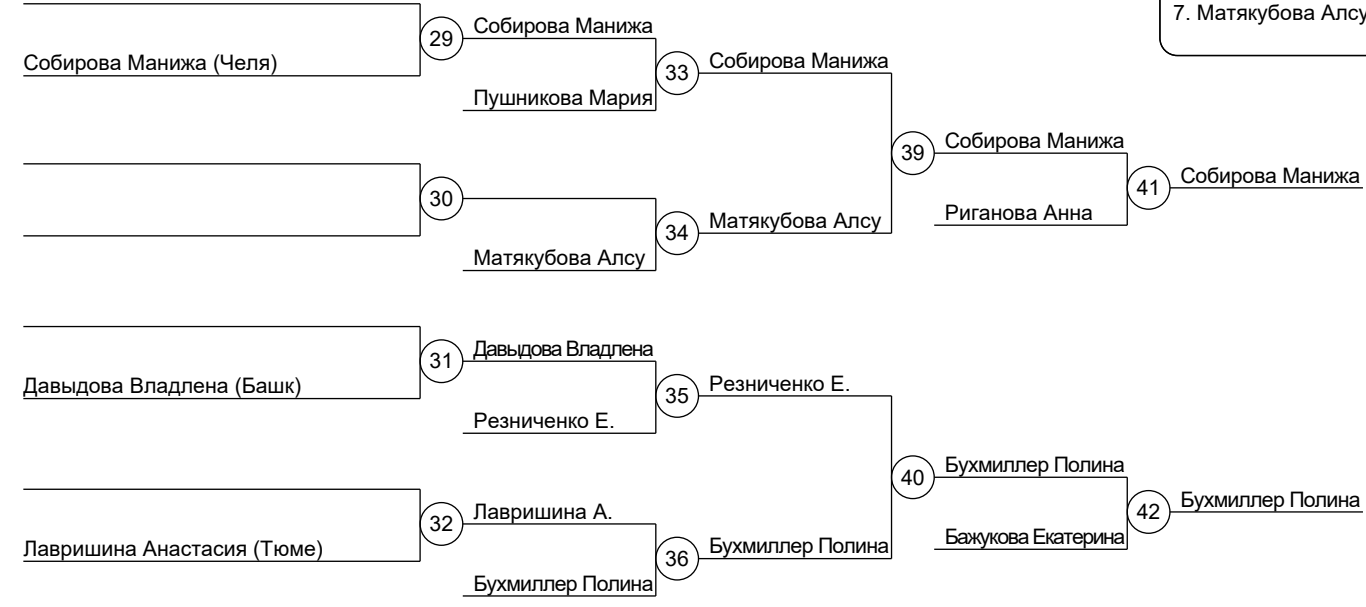 7. Матякубова Алсу
Собирова Манижа
29
Собирова Манижа (Челя)
Собирова Манижа
33
Пушникова Мария
Собирова Манижа
39
Собирова Манижа
41
30
Матякубова Алсу
Риганова Анна
34
Матякубова Алсу
Давыдова Владлена
31
Резниченко Е.
Давыдова Владлена (Башк)
35
Резниченко Е.
Бухмиллер Полина
40
Бухмиллер Полина
Лавришина А.
42
32
Бажукова Екатерина
Лавришина Анастасия (Тюме)
Бухмиллер Полина
36
Бухмиллер Полина